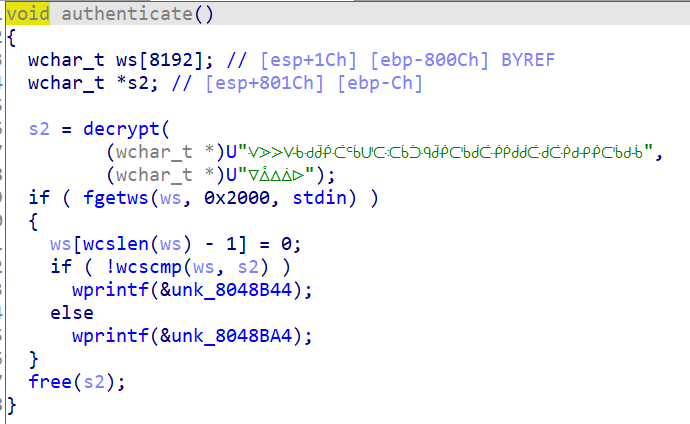 void authenticate()
{
wchar_t ws[8192]; // [esp+1Ch] [ebp-800Ch] BYREF
wchar_t *s2; // [esp+801Ch] [ebp-Ch]
s2 = decrypt(
(wchar_t *)U"",
(wchar_t *)U"ᐁᐂᐃᐄᐅ");
if ( fgetws(ws, 0x2000, stdin) )
{
ws[wcslen(ws) - 1] = 0;
if ( !wcscmp(ws, s2) )
wprintf(&unk_8048B44);
else
wprintf(&unk_8048BA4);
}
free(s2);
}